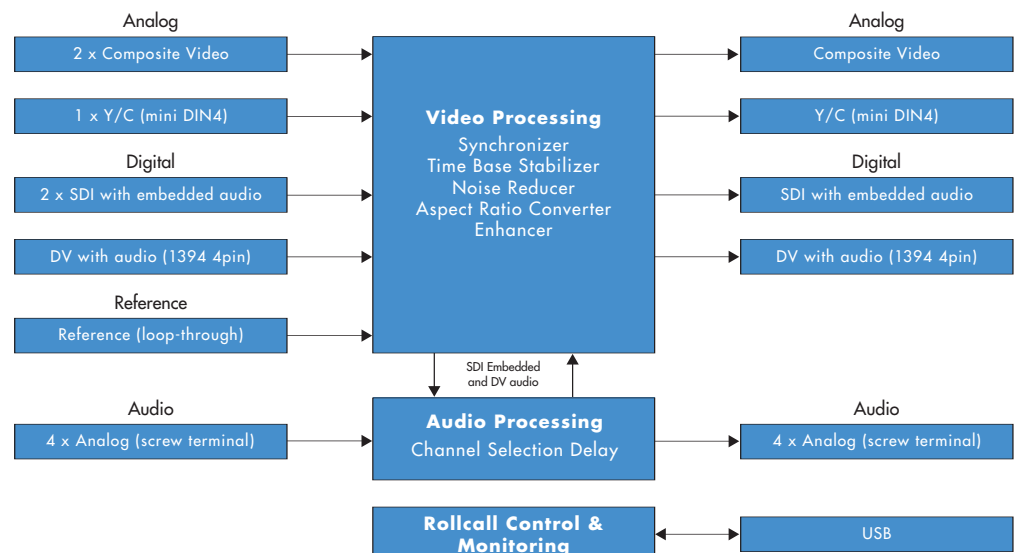 Analog
2 x Composite Video
1 x Y/C (mini DIN4)
Digital
2 x SDI with embedded audio
DV with audio (1394 4pin)
Reference
Reference (loop-through)
Audio
4 x Analog (screw terminal)
Video Processing
Synchronizer
Time Base Stabilizer
Noise Reducer
Aspect Ratio Converter
Enhancer
SDI Embedded
and DV audio
Audio Processing
Channel Selection Delay
Rollcall Control &
Monitoring
Analog
Composite Video
Y/C (mini DIN4)
Digital
SDI with embedded audio
DV with audio (1394 4pin)
Audio
4 x Analog (screw terminal)
USB